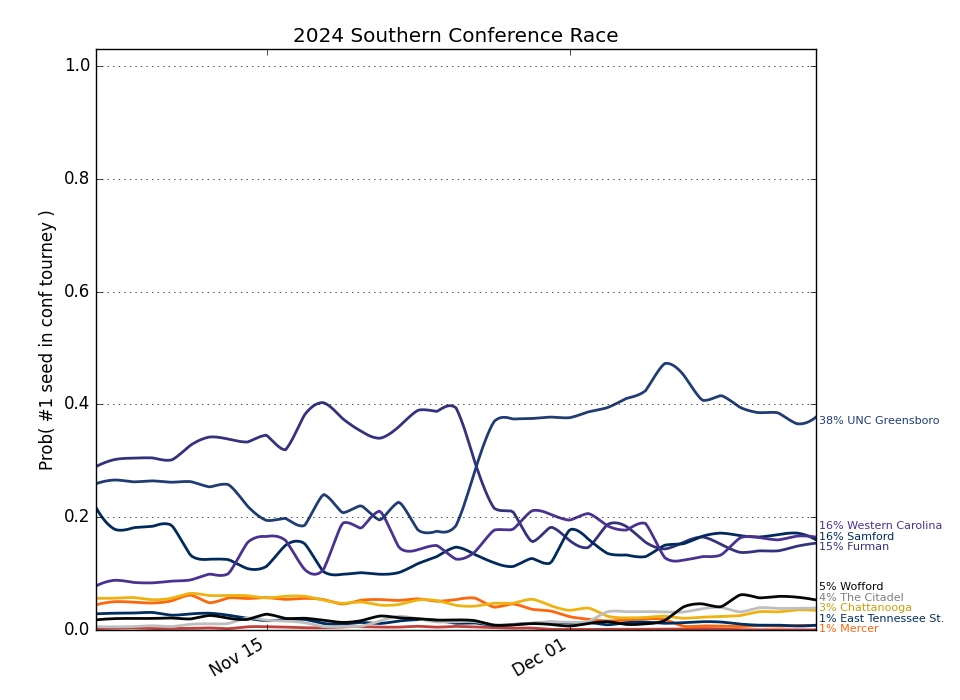 2024 Southern Conference Race
Prob( #1 seed in conf tourney )
1.0
0.8
0.6
0.4
0.2
0.0
Nov 15
Dec 01
38% UNC Greensboro
16% Western Carolina
16% Samford
15% Furman
5% Wofford
4% The Citadel
3% Chattanooga
1% East Tennessee St.
1% Mercer